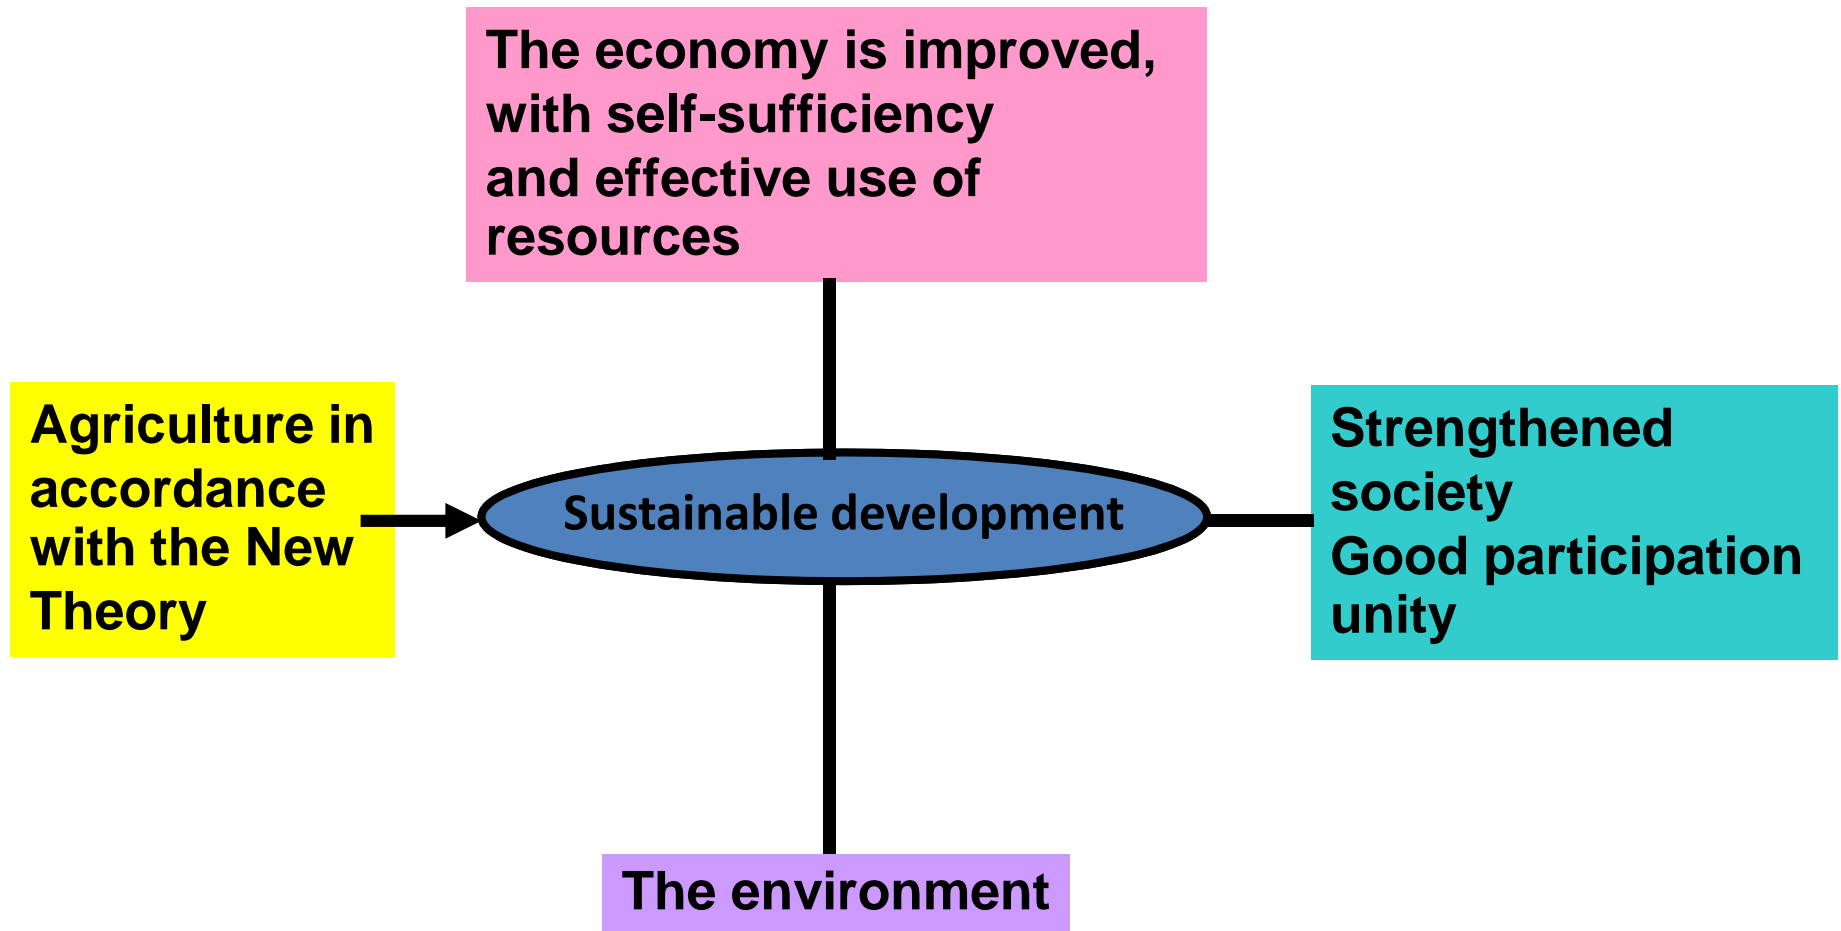 The economy is improved,
with self-sufficiency
and effective use of
resources
Agriculture in
accordance
with the New
Theory
Sustainable development
Strengthened
society
Good participation
unity
The environment